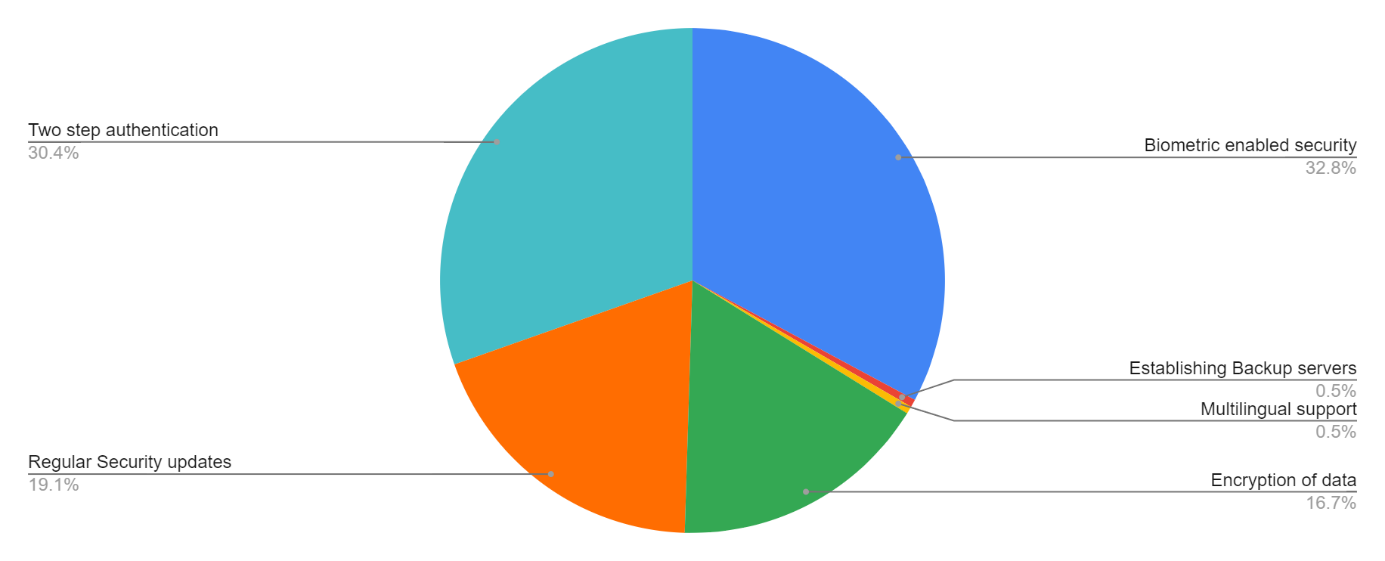 Two step authentication
30.4%
Biometric enabled security
32.8%
Establishing Backup servers
0.5%
Multilingual support
0.5%
Regular Security updates
19.1%
Encryption of data
16.7%